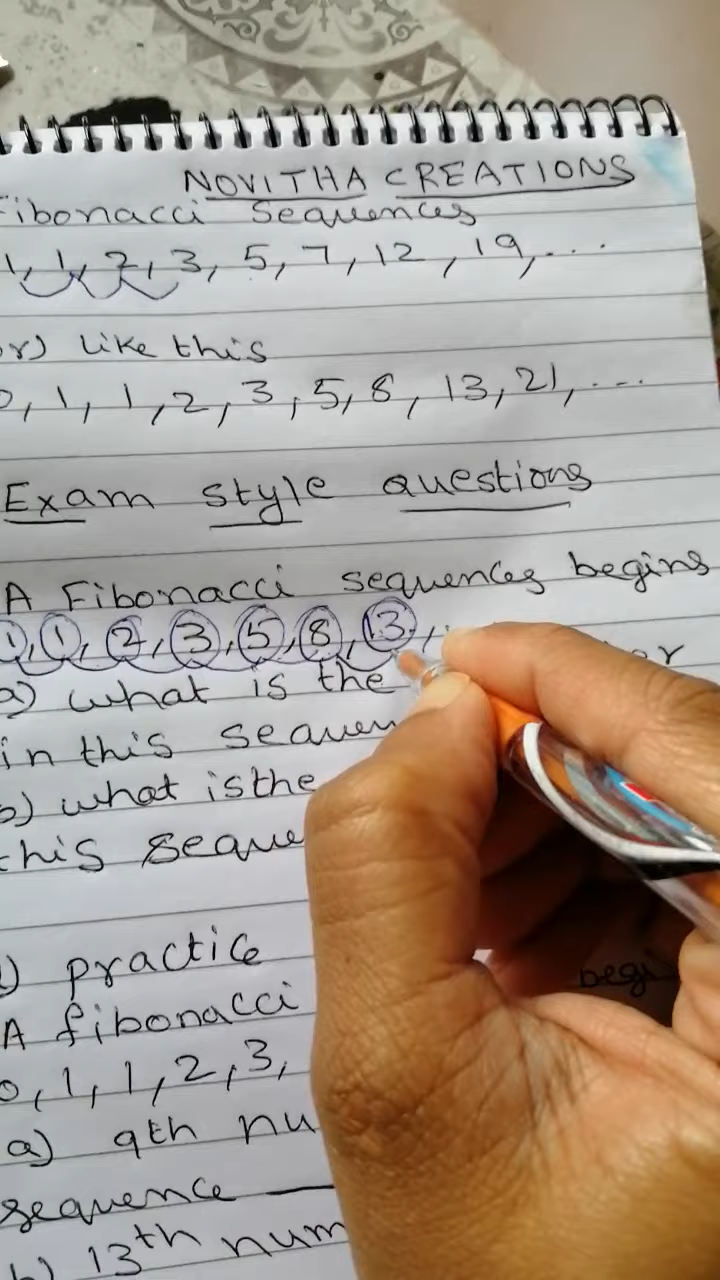 NOVITHA CREATIONS
Fibonacci Sequences
1, 1, 2, 3, 5, 7, 12, 19, ...
or) like this
0, 1, 1, 2, 3, 5, 8, 13, 21, ...
Exam style questions
A Fibonacci sequences begins
1, 1, 2, 3, 5, 8, 13,
a) what is the
in this
b) what is the
this
practice
A fibonacci
0, 1, 1, 2, 3,
a) 9th
sequence
b) 13th